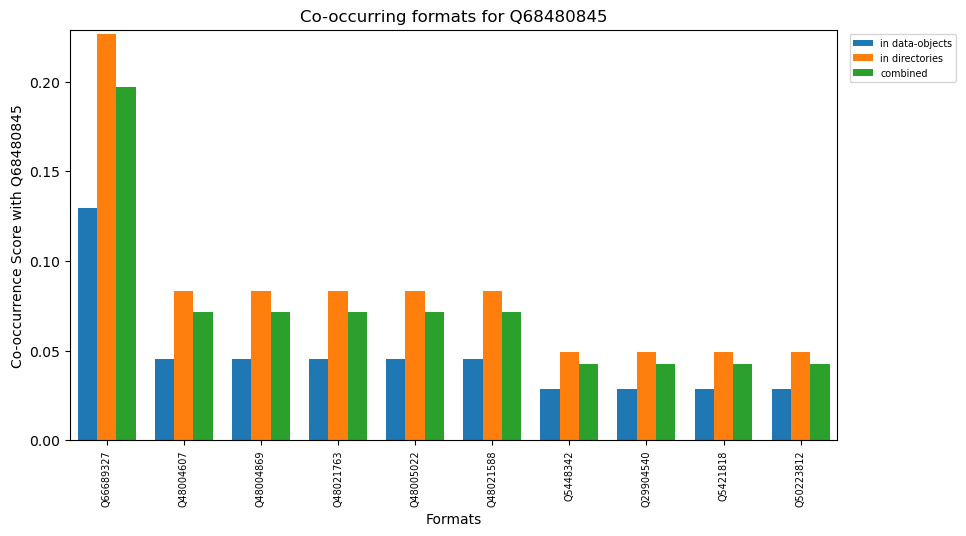 Co-occurring formats for Q68480845
in data-objects
in directories
combined
Co-occurrence Score with Q68480845
0.20
0.15
0.10
0.05
0.00
Q66689327
Q48004607
Q48004869
Q48021763
Q48005022
Q48021588
Q5448342
Q29904540
Q5421818
Q50223812
Formats